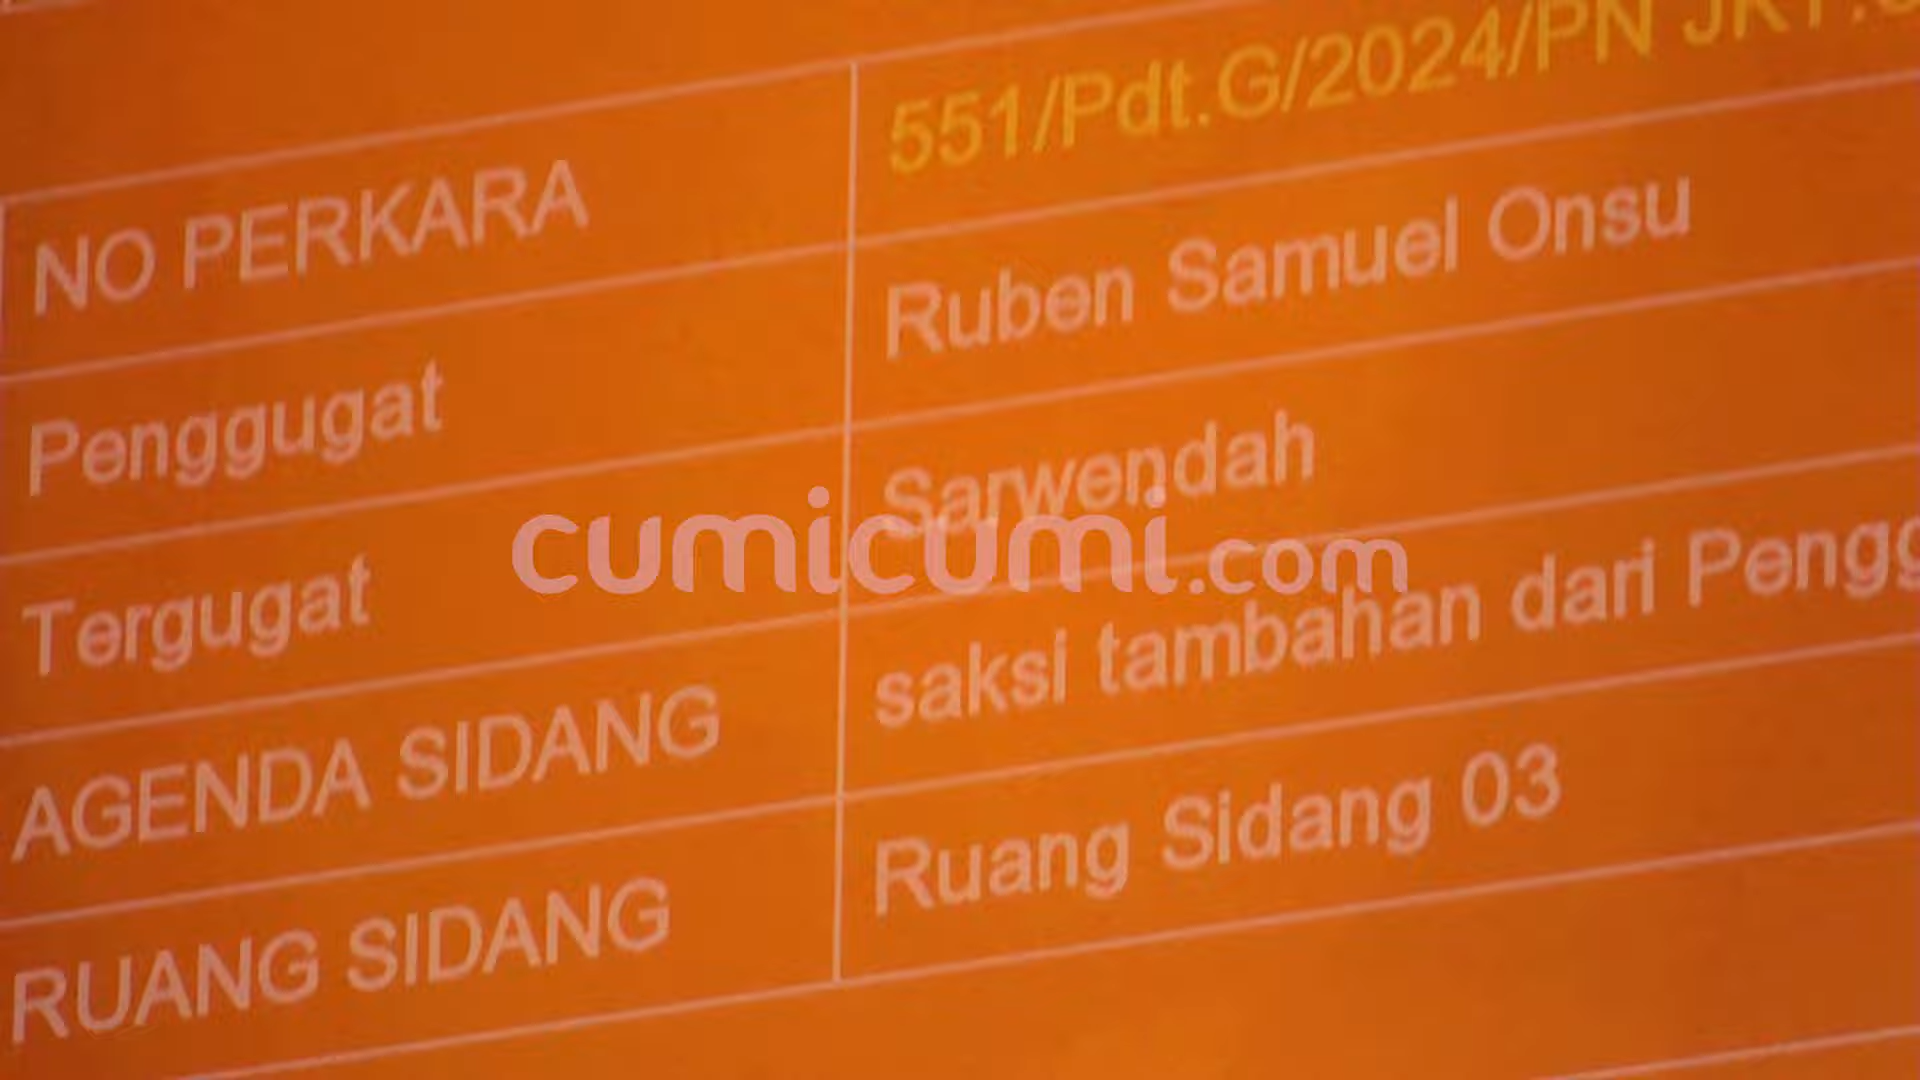 NO PERKARA 551/Pdt.G/2024/PN
Penggugat Ruben Samuel Onsu
Tergugat Sarwendah
cumicumi.com
AGENDA SIDANG saksi tambahan dari
RUANG SIDANG Ruang Sidang 03